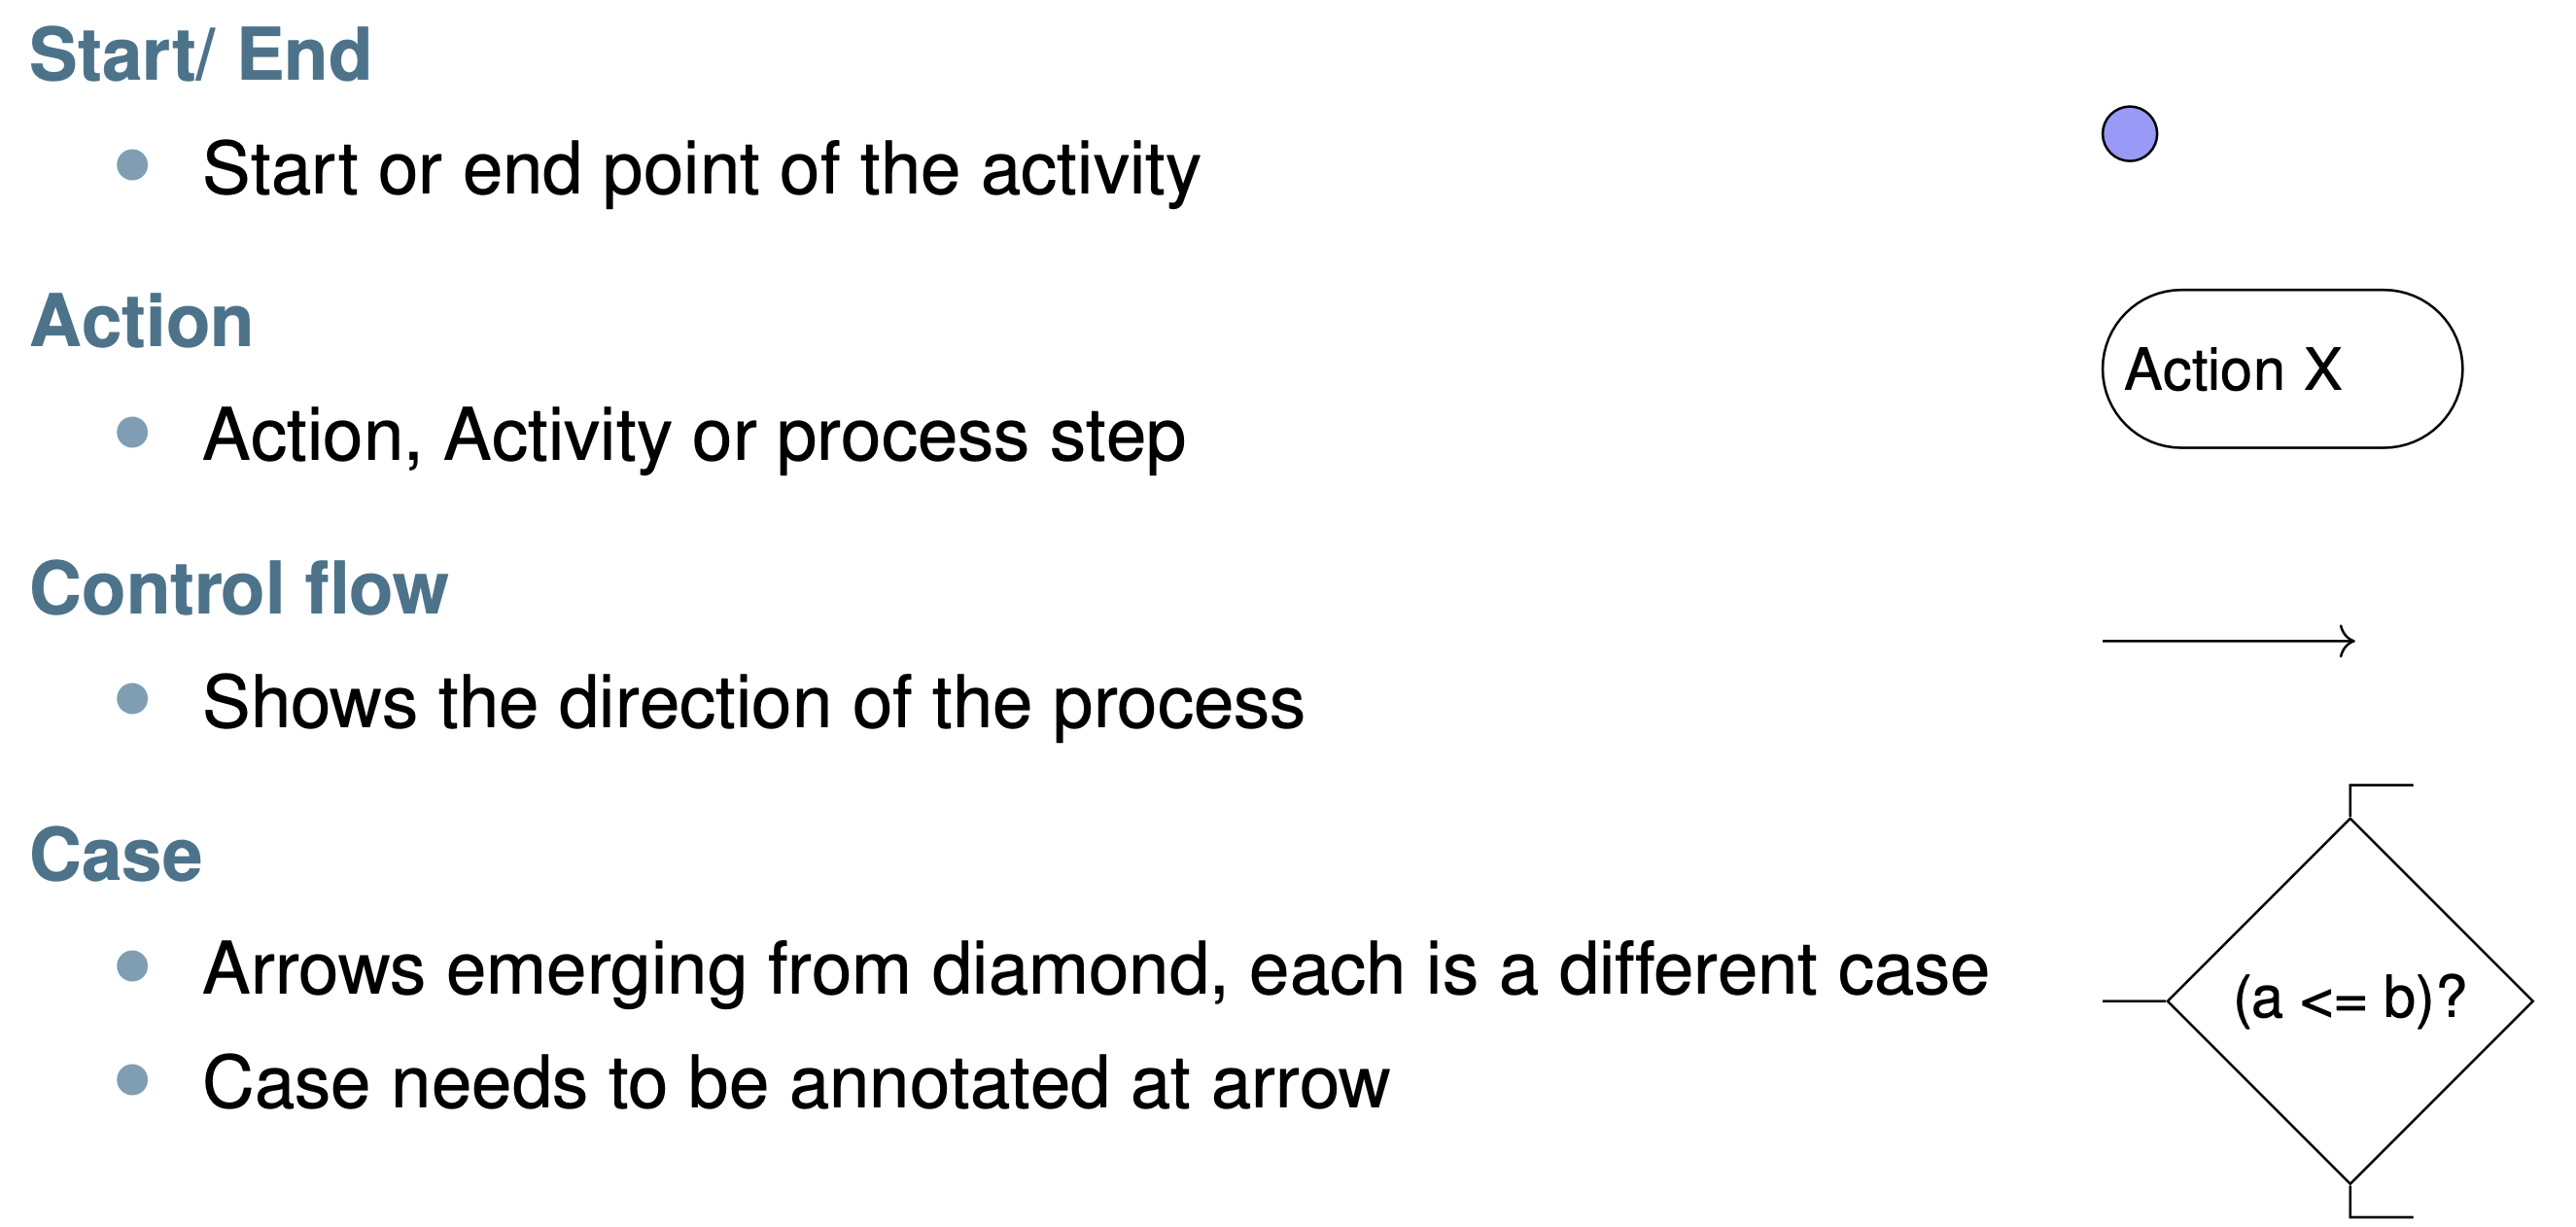 Start/ End
Start or end point of the activity
Action
Action, Activity or process step
Action X
Control flow
Shows the direction of the process
Case
Arrows emerging from diamond, each is a different case
(a <= b)?
Case needs to be annotated at arrow